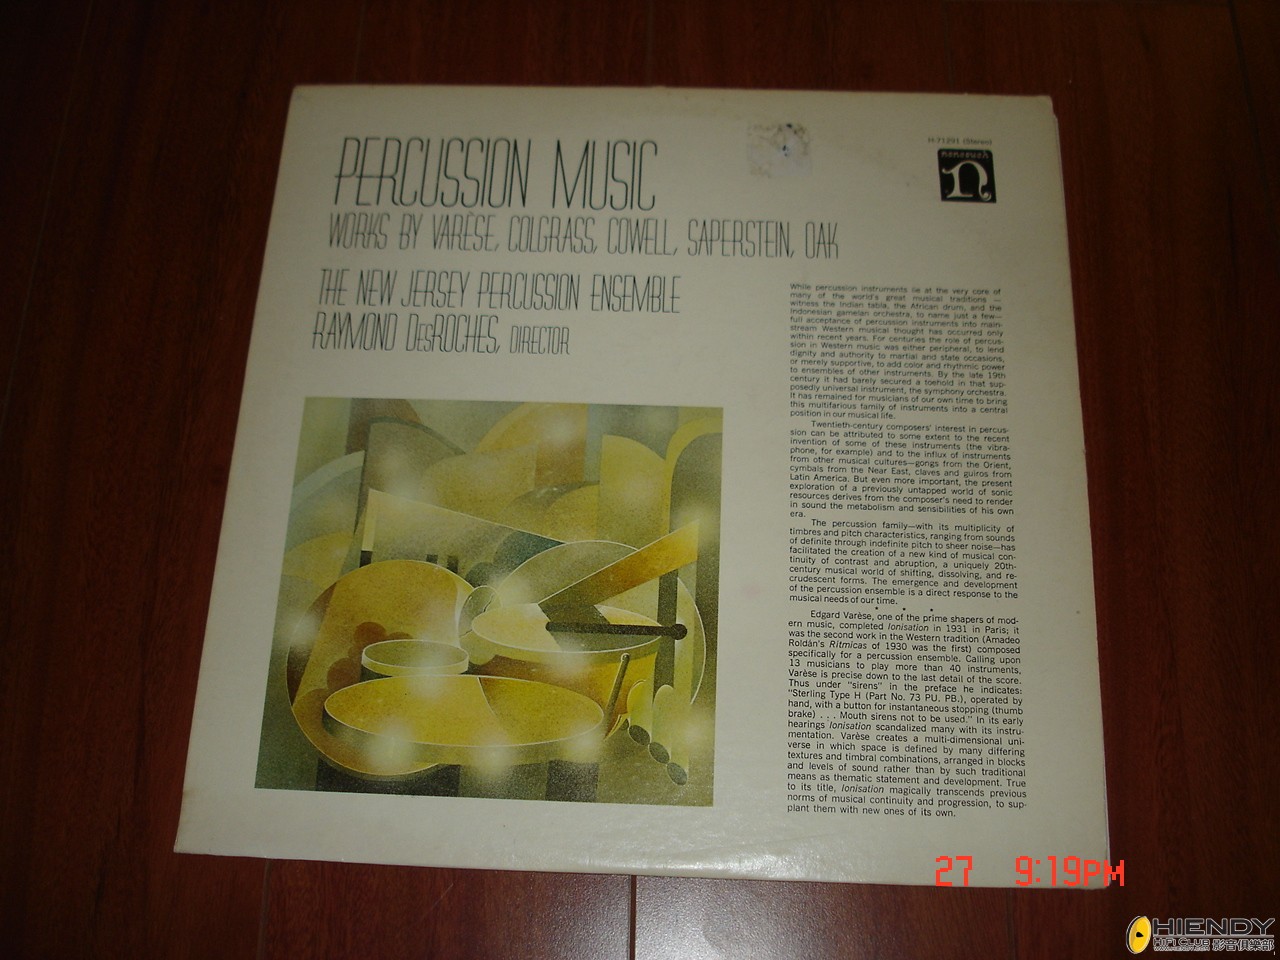 H-71291 (Stereo)
nonesuch
n
PERCUSSION MUSIC
WORKS BY VARÈSE, COLGRASS, COWELL, SAPERSTEIN, OAK
THE NEW JERSEY PERCUSSION ENSEMBLE
RAYMOND DesROCHES, DIRECTOR
While percussion instruments lie at the very core of
many of the world's great musical traditions —
witness the Indian tabla, the African drum, and the
Indonesian gamelan orchestra, to name just a few—
full acceptance of percussion instruments into main-
stream Western musical thought has occurred only
within recent years. For centuries the role of percus-
sion in Western music was either peripheral, to lend
dignity and authority to martial and state occasions,
or merely supportive, to add color and rhythmic power
to ensembles of other instruments. By the late 19th
century it had barely secured a toehold in that sup-
posedly universal instrument, the symphony orchestra.
It has remained for musicians of our own time to bring
this multifarious family of instruments into a central
position in our musical life.
Twentieth-century composers' interest in percus-
sion can be attributed to some extent to the recent
invention of some of these instruments (the vibra-
phone, for example) and to the influx of instruments
from other musical cultures—gongs from the Orient,
cymbals from the Near East, claves and guiros from
Latin America. But even more important, the present
exploration of a previously untapped world of sonic
resources derives from the composer's need to render
in sound the metabolism and sensibilities of his own
era.
The percussion family—with its multiplicity of
timbres and pitch characteristics, ranging from sounds
of definite through indefinite pitch to sheer noise—has
facilitated the creation of a new kind of musical con-
tinuity of contrast and abruption, a uniquely 20th-
century musical world of shifting, dissolving, and re-
crudescent forms. The emergence and development
of the percussion ensemble is a direct response to the
musical needs of our time.
* * *
Edgard Varèse, one of the prime shapers of mod-
ern music, completed Ionisation in 1931 in Paris; it
was the second work in the Western tradition (Amadeo
Roldán's Ritmicas of 1930 was the first) composed
specifically for a percussion ensemble. Calling upon
13 musicians to play more than 40 instruments,
Varèse is precise down to the last detail of the score.
Thus under "sirens" in the preface he indicates:
"Sterling Type H (Part No. 73 PU. PB.), operated by
hand, with a button for instantaneous stopping (thumb
brake) . . . Mouth sirens not to be used." In its early
hearings Ionisation scandalized many with its instru-
mentation. Varèse creates a multi-dimensional uni-
verse in which space is defined by many differing
textures and timbral combinations, arranged in blocks
and levels of sound rather than by such traditional
means as thematic statement and development. True
to its title, Ionisation magically transcends previous
norms of musical continuity and progression, to sup-
plant them with new ones of its own.
27 9:19PM
HIENDY
HIFI CLUB 影音俱樂部